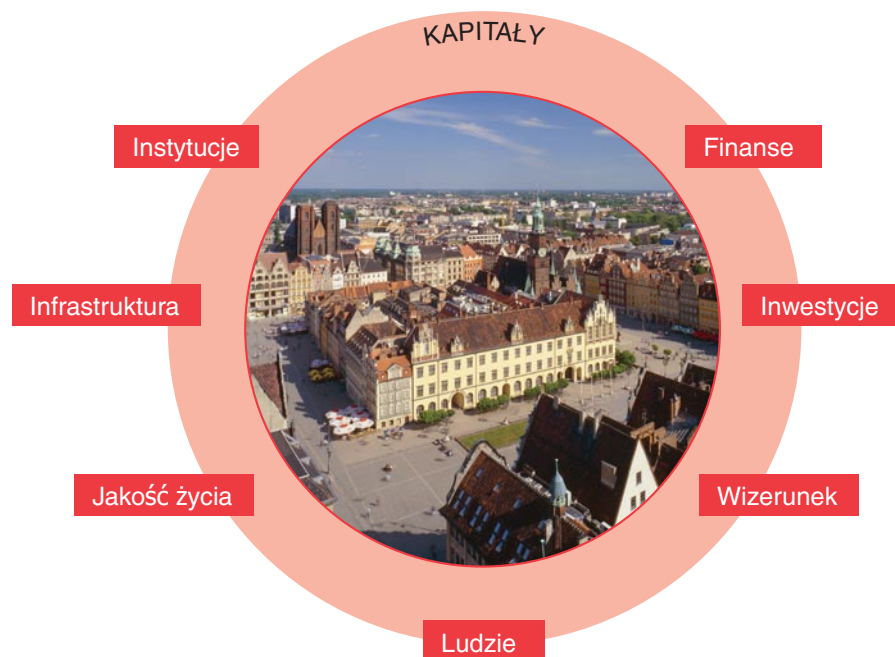 KAPITAŁY
Instytucje
Finanse
Infrastruktura
Inwestycje
Jakość życia
Wizerunek
Ludzie